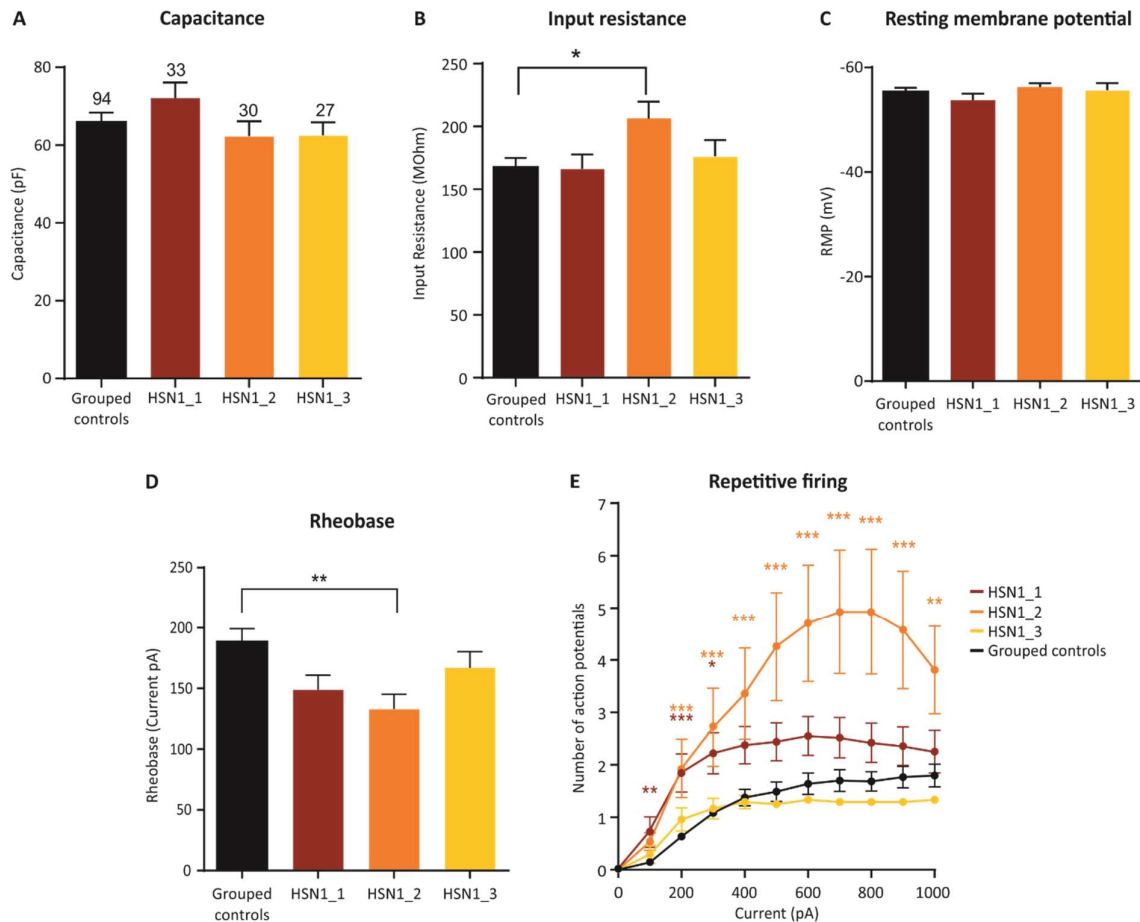 A
Capacitance
80
60
40
20
0
Capacitance (pF)
94
33
30
27
Grouped
controls
HSN1_1
HSN1_2
HSN1_3
B
Input resistance
*
250
200
150
100
50
0
Input Resistance (MOhm)
Grouped
controls
HSN1_1
HSN1_2
HSN1_3
C
Resting membrane potential
-60
-40
-20
0
RMP (mV)
Grouped
controls
HSN1_1
HSN1_2
HSN1_3
D
Rheobase
**
250
200
150
100
50
0
Rheobase (Current pA)
Grouped
controls
HSN1_1
HSN1_2
HSN1_3
E
Repetitive firing
7
6
5
4
3
2
1
0
Number of action potentials
**
***
***
***
*
***
***
***
***
***
***
**
HSN1_1
HSN1_2
HSN1_3
Grouped controls
0
200
400
600
800
1000
Current (pA)